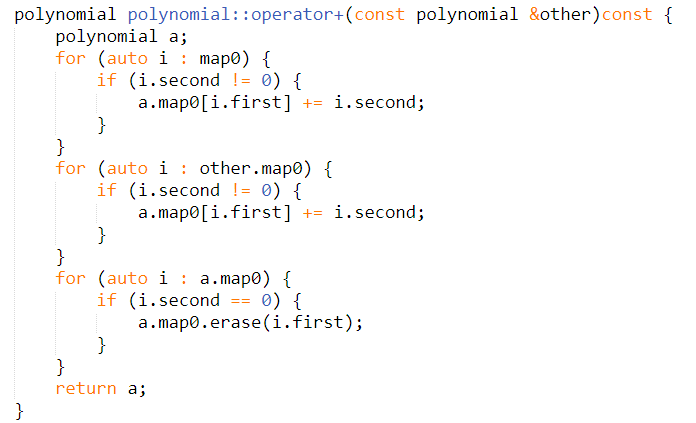 polynomial polynomial::operator+(const polynomial &other)const {
    polynomial a;
    for (auto i : map0) {
        if (i.second != 0) {
            a.map0[i.first] += i.second;
        }
    }
    for (auto i : other.map0) {
        if (i.second != 0) {
            a.map0[i.first] += i.second;
        }
    }
    for (auto i : a.map0) {
        if (i.second == 0) {
            a.map0.erase(i.first);
        }
    }
    return a;
}